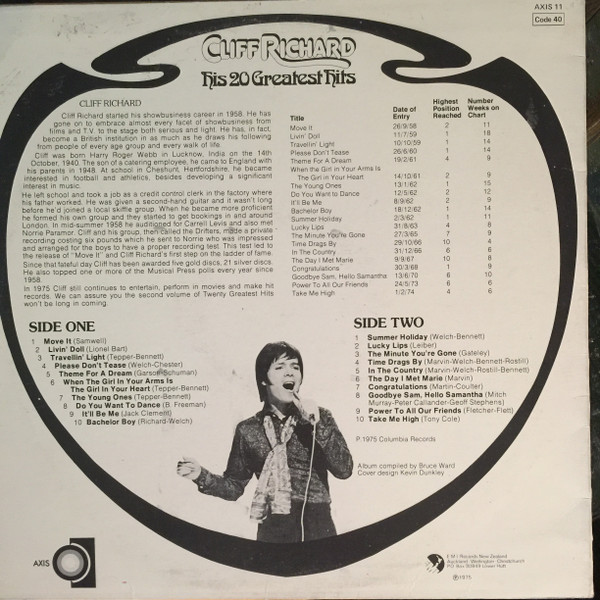 AXIS 11
Code 40
CLIFF RICHARD
His 20 Greatest Hits
CLIFF RICHARD
Cliff Richard started his showbusiness career in 1958. He has
gone on to embrace almost every facet of showbusiness from
films and T.V. to the stage both serious and light. He has, in fact,
become a British institution in as much as he draws his following
from people of every age group and every walk of life.
Cliff was born Harry Roger Webb in Lucknow, India on the 14th
October, 1940. The son of a catering employee, he came to England with
his parents in 1948. At school in Cheshunt, Hertfordshire, he became
interested in football and athletics, besides developing a significant
interest in music.
He left school and took a job as a credit control clerk in the factory where
his father worked. He was given a second-hand guitar and it wasn't long
before he'd joined a local skiffle group. When he became more proficient
he formed his own group and they started to get bookings in and around
London. In mid-summer 1958 he auditioned for Carrell Levis and also met
Norrie Paramor. Cliff and his group, then called the Drifters, made a private
recording costing six pounds which he sent to Norrie who was impressed
and arranged for the boys to have a proper recording test. This test led to
the release of "Move It" and Cliff Richard's first step on the ladder of fame.
Since that fateful day Cliff has been awarded five gold discs, 21 silver discs.
He also topped one or more of the Musical Press polls every year since
1958.
In 1975 Cliff still continues to entertain, perform in movies and make hit
records. We can assure you the second volume of Twenty Greatest Hits
won't be long in coming.
Title Date of Entry Highest Position Reached Number Weeks on Chart
Move It 26/9/58 2 11
Livin' Doll 11/7/59 1 18
Travellin' Light 10/10/59 1 14
Please Don't Tease 26/6/60 1 14
Theme For A Dream 19/2/61 4 9
When the Girl in Your Arms Is
The Girl in Your Heart 14/10/61 2 9
The Young Ones 13/1/62 1 15
Do You Want to Dance 12/5/62 2 12
It'll Be Me 8/9/62 2 9
Bachelor Boy 18/12/62 1 14
Summer Holiday 2/3/62 1 11
Lucky Lips 31/8/63 4 8
The Minute You're Gone 27/3/65 7 9
Time Drags By 29/10/66 10 4
In The Country 31/12/66 6 6
The Day I Met Marie 9/9/67 10 8
Congratulations 30/3/68 1 9
Goodbye Sam, Hello Samantha 13/6/70 6 10
Power To All Our Friends 24/5/73 6 6
Take Me High 1/2/74 4 6
SIDE ONE
1 Move It (Samwell)
2 Livin' Doll (Lionel Bart)
3 Travellin' Light (Tepper-Bennett)
4 Please Don't Tease (Welch-Chester)
5 Theme For A Dream (Garson-Shuman)
6 When The Girl In Your Arms Is
The Girl In Your Heart (Tepper-Bennett)
7 The Young Ones (Tepper-Bennett)
8 Do You Want To Dance (B. Freeman)
9 It'll Be Me (Jack Clement)
10 Bachelor Boy (Richard-Welch)
SIDE TWO
1 Summer Holiday (Welch-Bennett)
2 Lucky Lips (Leiber)
3 The Minute You're Gone (Gateley)
4 Time Drags By (Marvin-Welch-Bennett-Rostill)
5 In The Country (Marvin-Welch-Bennett-Rostill)
6 The Day I Met Marie (Marvin)
7 Congratulations (Martin-Coulter)
8 Goodbye Sam, Hello Samantha (Mitch
Murray-Peter Callander-Geoff Stephens)
9 Power To All Our Friends (Fletcher-Flett)
10 Take Me High (Tony Cole)
P.1975 Columbia Records
Album compiled by Bruce Ward
Cover design Kevin Dunkley
AXIS
EMI Records New Zealand
Auckland Wellington Christchurch
PO Box Lower Hutt
℗1975